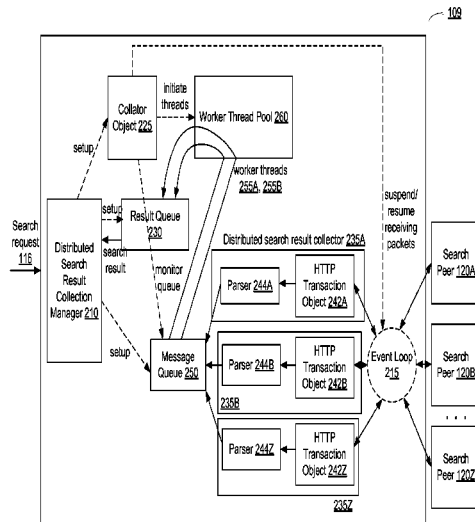 109
Collator
Object 225
initiate
threads
Worker Thread Pool 260
setup
worker threads
255A, 255B
suspend/
resume
receiving
packets
Search
request
116
Distributed
Search
Result
Collection
Manager 210
setup
Result Queue
230
search
result
monitor
queue
setup
Message
Queue 250
Distributed search result collector 235A
Parser 244A
HTTP
Transaction
Object 242A
Parser 244B
HTTP
Transaction
Object 242B
235B
Parser 244Z
HTTP
Transaction
Object 242Z
235Z
Event Loop
215
Search
Peer 120A
Search
Peer 120B
. . .
Search
Peer 120Z